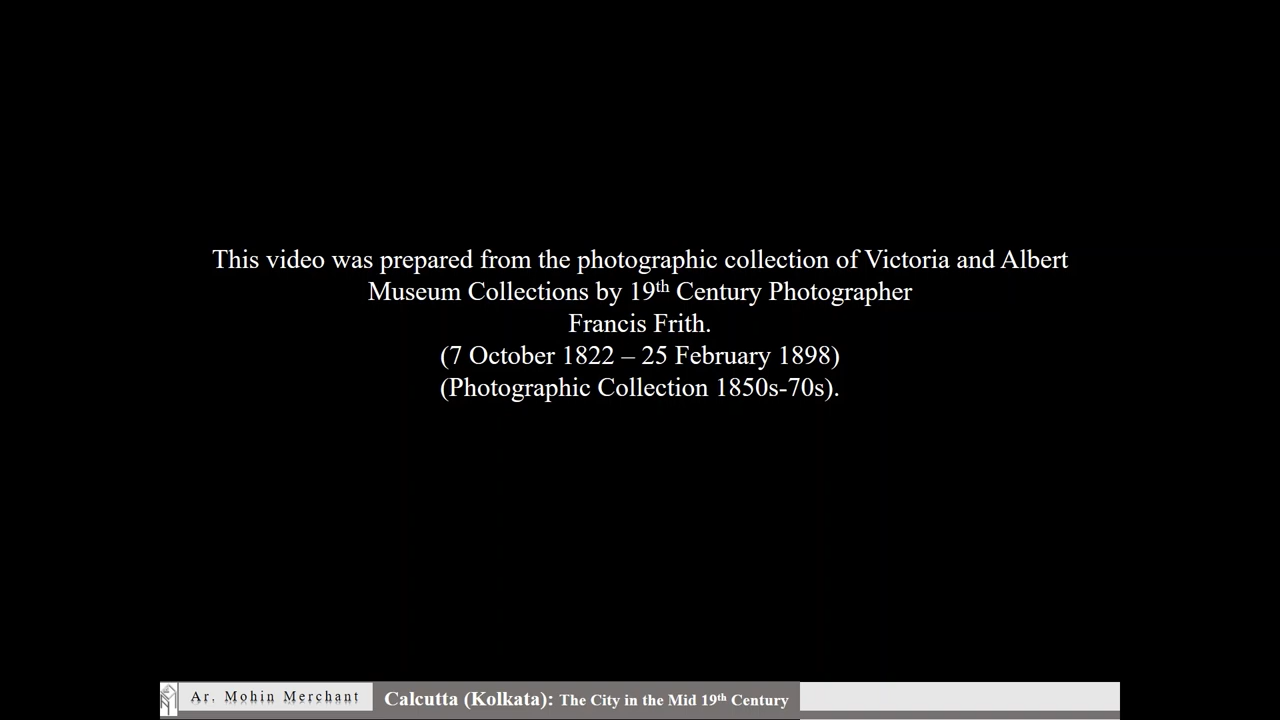 This video was prepared from the photographic collection of Victoria and Albert
Museum Collections by 19th Century Photographer
Francis Frith.
(7 October 1822 – 25 February 1898)
(Photographic Collection 1850s-70s).
Ar. Mohin Merchant
Calcutta (Kolkata): The City in the Mid 19th Century